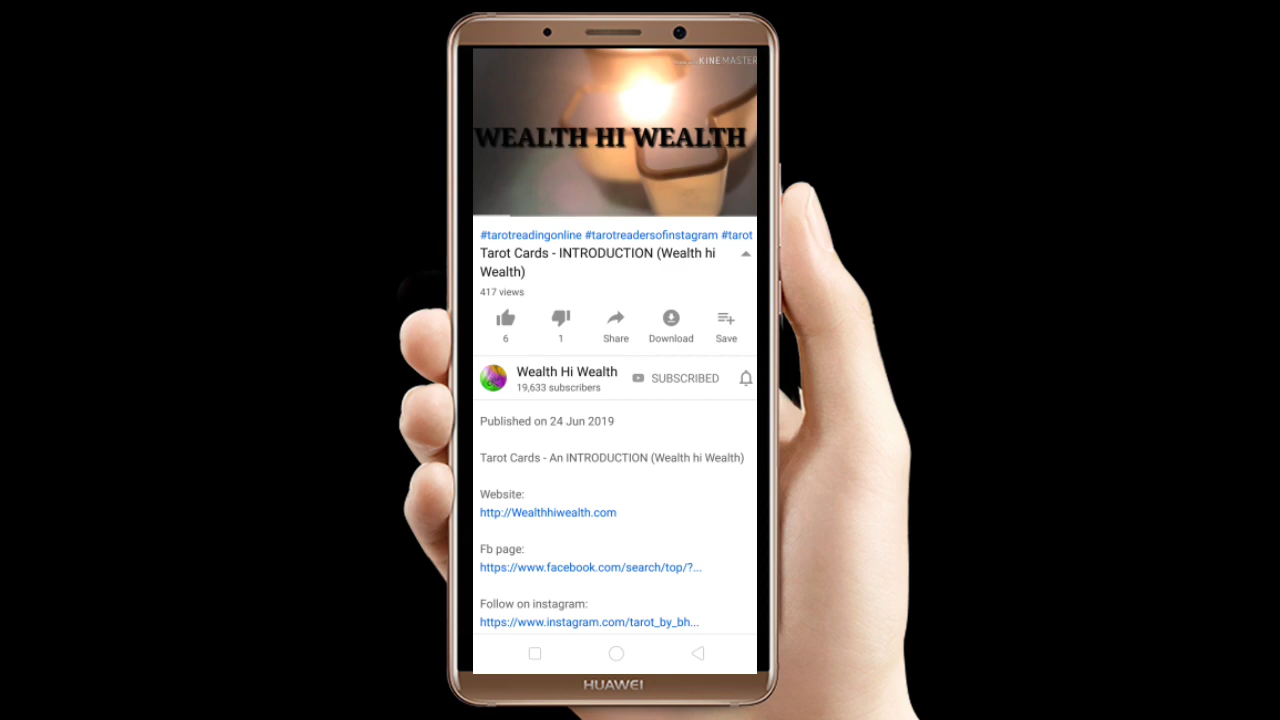 KINEMASTER
WEALTH HI WEALTH
#tarotreadingonline #tarotreadersofinstagram #tarot
Tarot Cards - INTRODUCTION (Wealth hi
Wealth)
417 views
6 1 Share Download Save
Wealth Hi Wealth SUBSCRIBED
19,633 subscribers
Published on 24 Jun 2019
Tarot Cards - An INTRODUCTION (Wealth hi Wealth)
Website:
http://Wealthhiwealth.com
Fb page:
https://www.facebook.com/search/top/?...
Follow on instagram:
https://www.instagram.com/tarot_by_bh...
HUAWEI